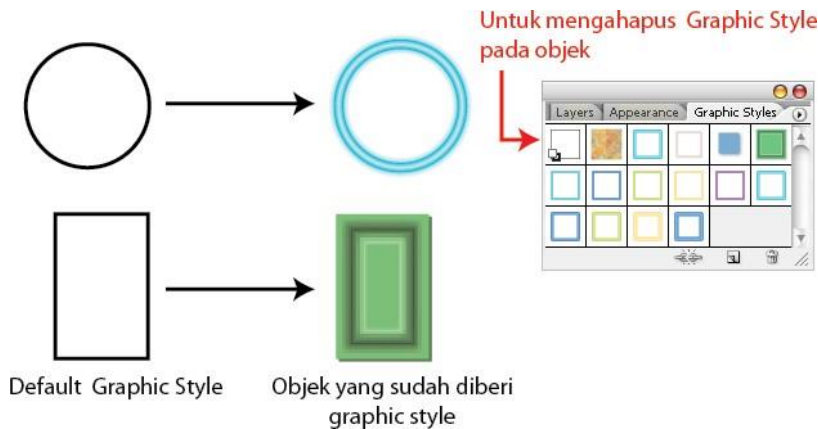 Untuk mengahapus Graphic Style
pada objek
Layers Appearance Graphic Styles
Default Graphic Style
Objek yang sudah diberi
graphic style